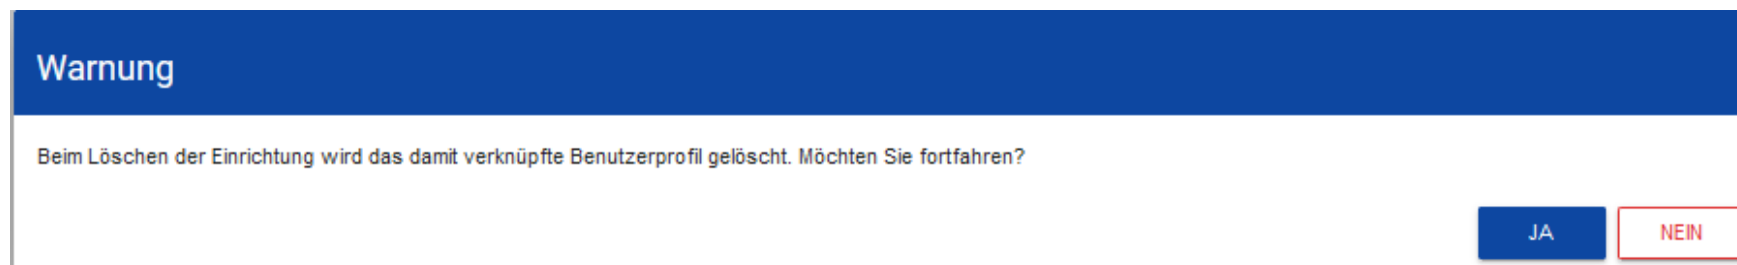 Warnung
Beim Löschen der Einrichtung wird das damit verknüpfte Benutzerprofil gelöscht. Möchten Sie fortfahren?
JA NEIN